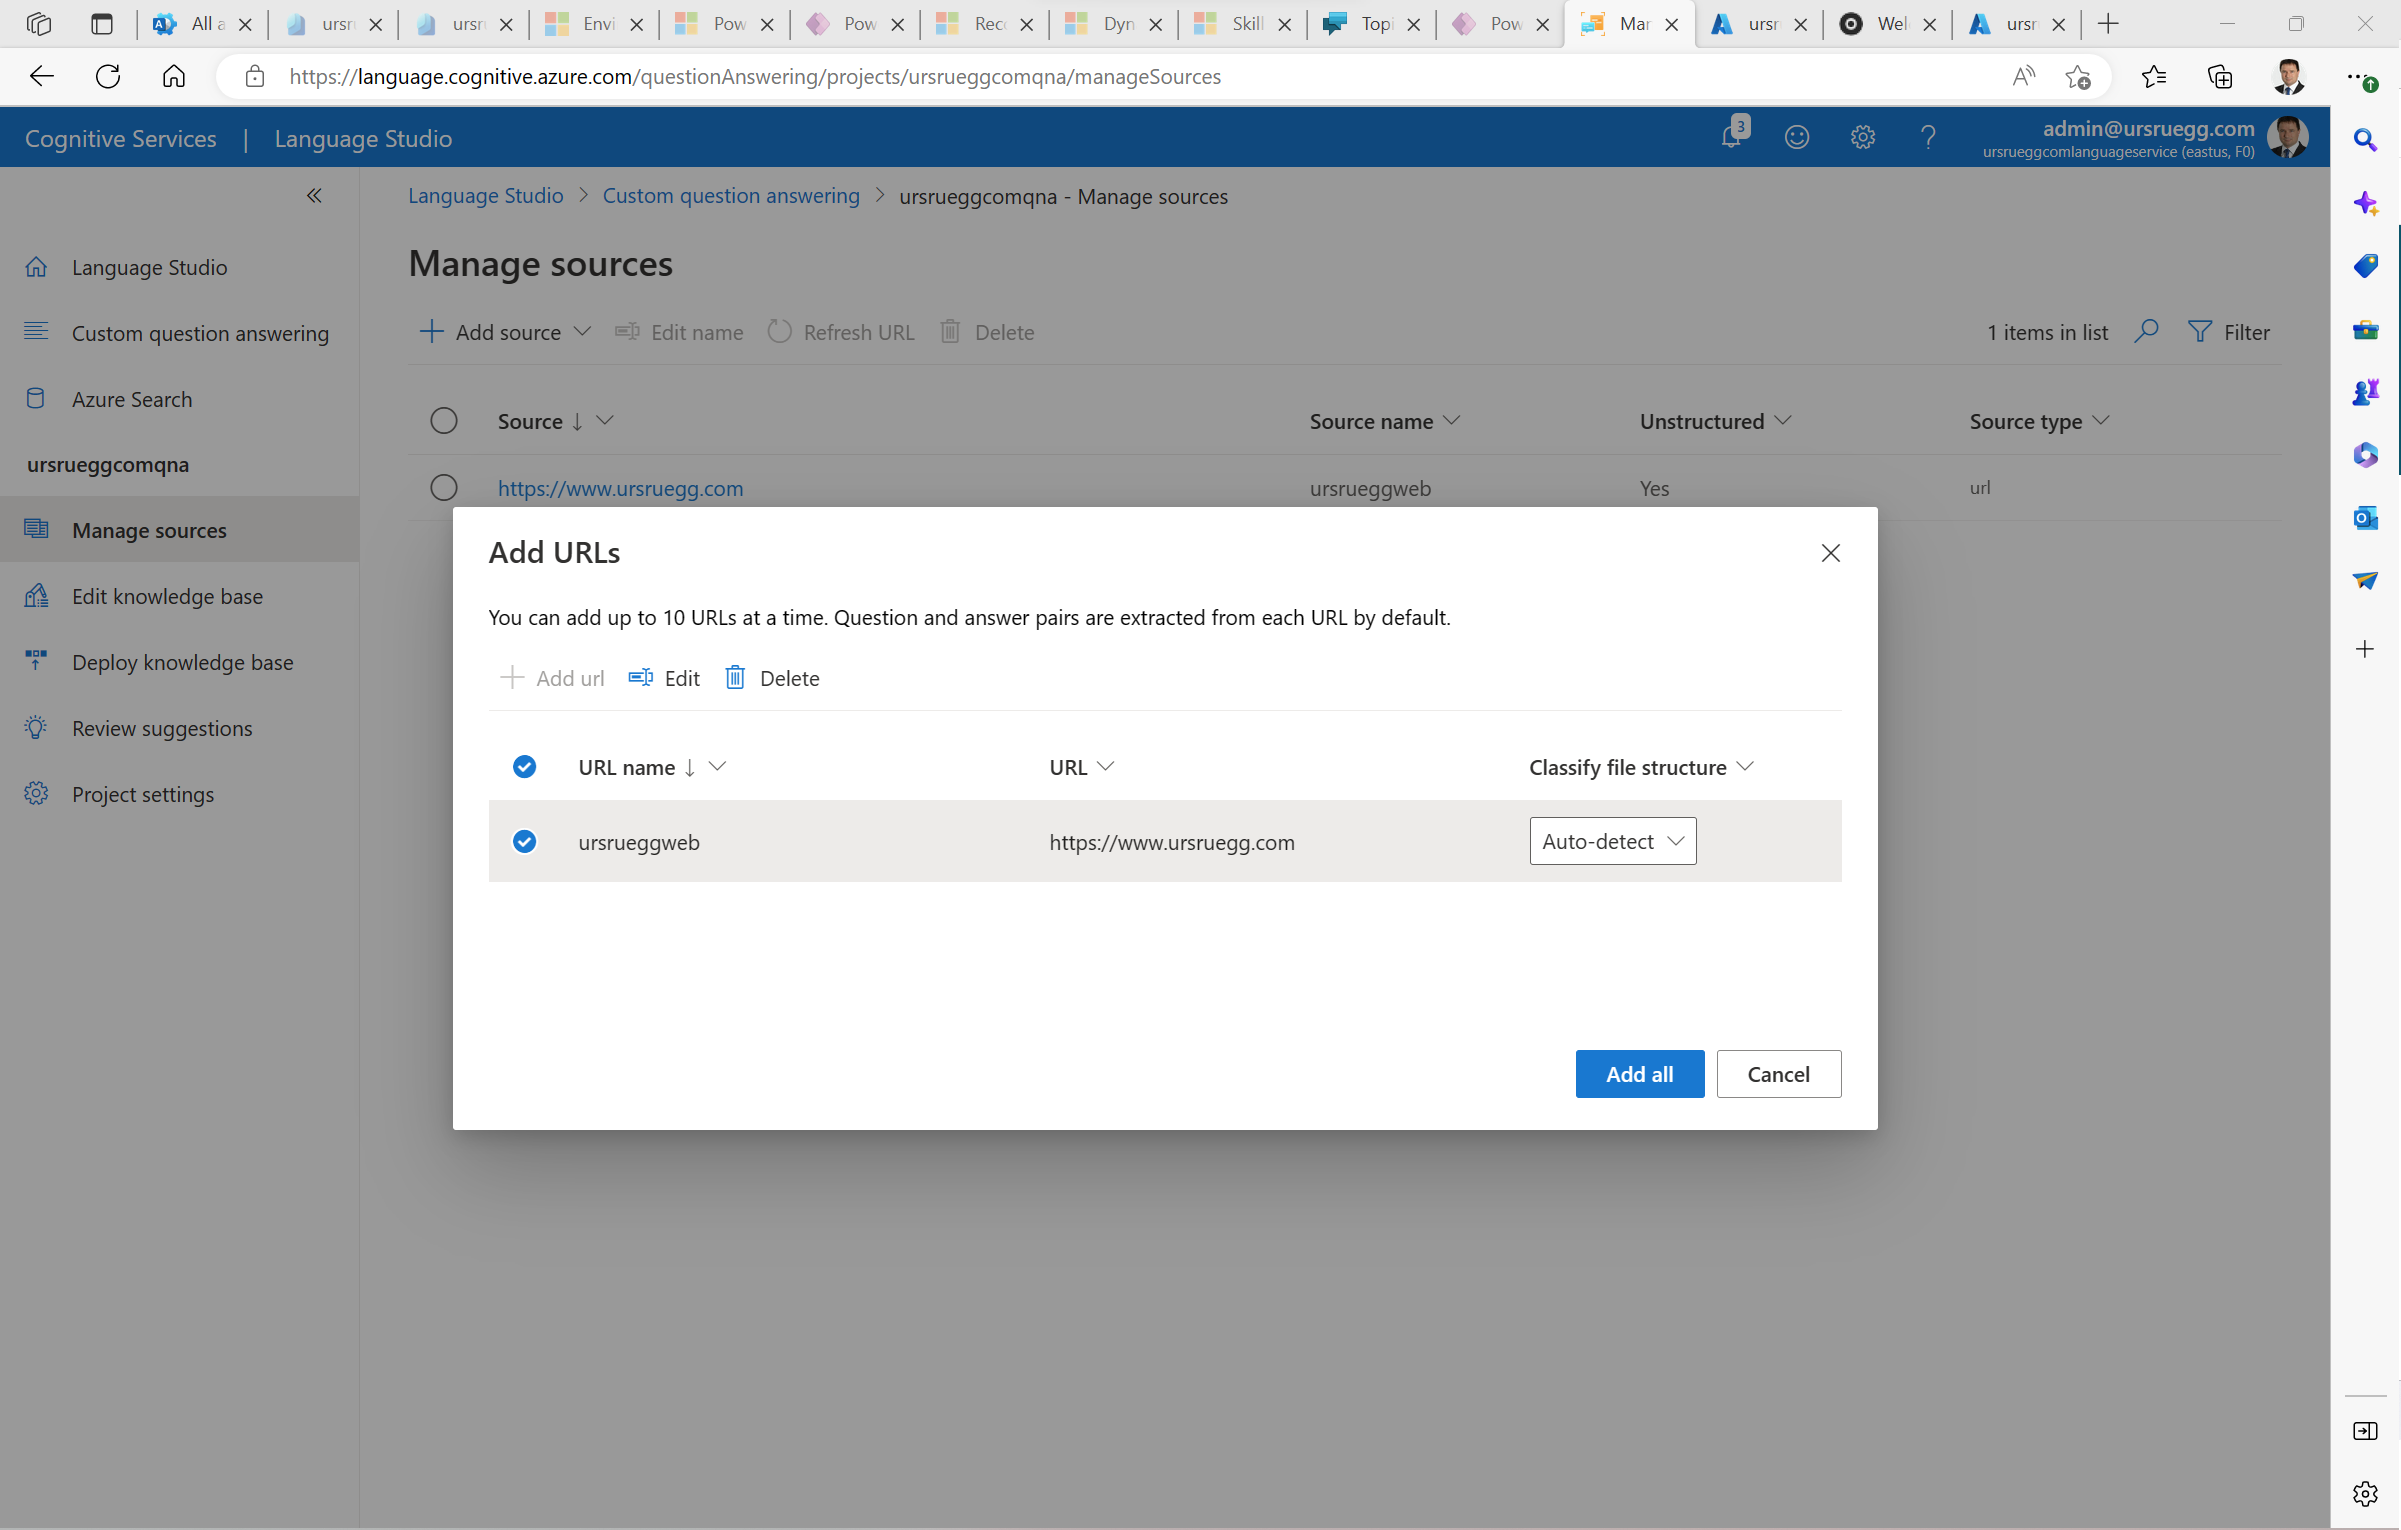 All a
ursr
ursr
Envi
Pow
Pow
Rec
Dyn
Skill
Topi
Pow
Mar
ursr
Wel
ursr
https://language.cognitive.azure.com/questionAnswering/projects/ursrueggcomqna/manageSources
Cognitive Services | Language Studio
3
admin@ursruegg.com
ursrueggcomlanguageservice (eastus, F0)
Language Studio > Custom question answering > ursrueggcomqna - Manage sources
Language Studio
Custom question answering
Azure Search
ursrueggcomqna
Manage sources
Edit knowledge base
Deploy knowledge base
Review suggestions
Project settings
Manage sources
Add source
Edit name
Refresh URL
Delete
1 items in list
Filter
Source
Source name
Unstructured
Source type
https://www.ursruegg.com
ursrueggweb
Yes
url
Add URLs
You can add up to 10 URLs at a time. Question and answer pairs are extracted from each URL by default.
Add url
Edit
Delete
URL name
URL
Classify file structure
ursrueggweb
https://www.ursruegg.com
Auto-detect
Add all
Cancel